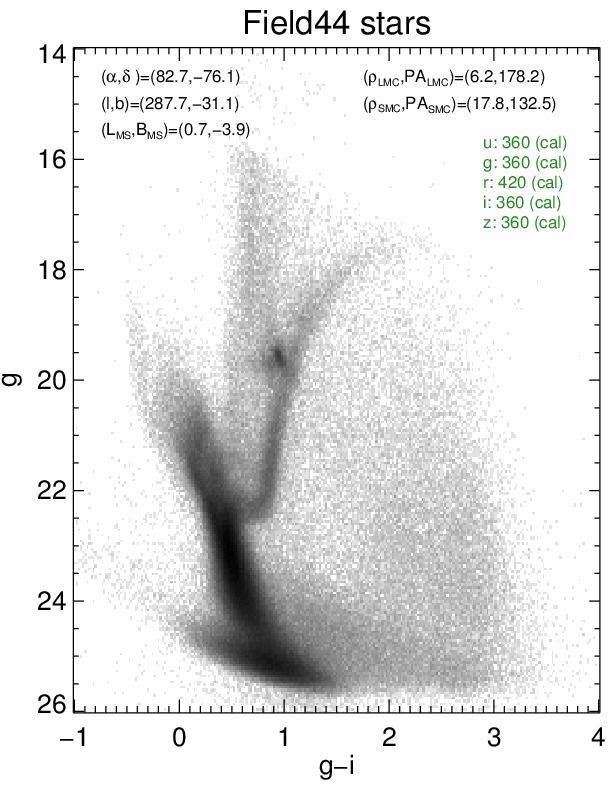 Field44 stars
(α,δ )=(82.7,−76.1)
(ρLMC,PALMC)=(6.2,178.2)
(l,b)=(287.7,−31.1)
(ρSMC,PASMC)=(17.8,132.5)
(LMS,BMS)=(0.7,−3.9)
u: 360 (cal)
g: 360 (cal)
r: 420 (cal)
i: 360 (cal)
z: 360 (cal)
14
16
18
20
22
24
26
g
−1 0 1 2 3 4
g−i